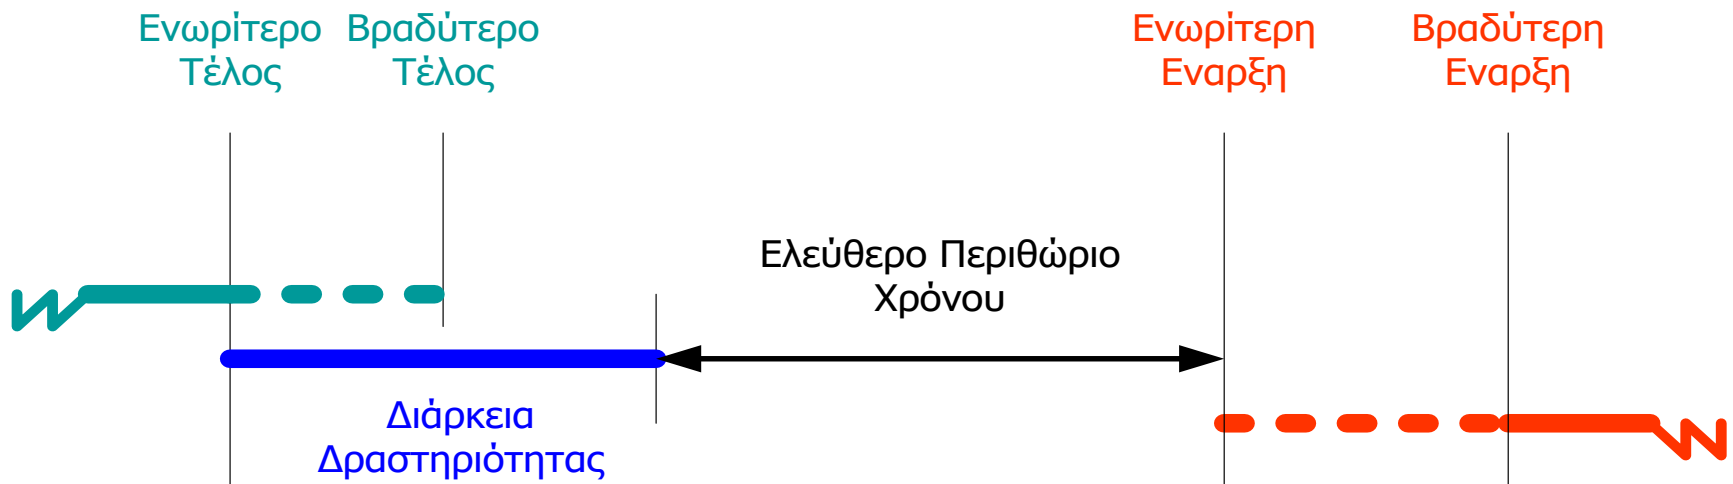 Ενωρίτερο
Τέλος
Βραδύτερο
Τέλος
Ενωρίτερη
Εναρξη
Βραδύτερη
Εναρξη
Ελεύθερο Περιθώριο
Χρόνου
Διάρκεια
Δραστηριότητας